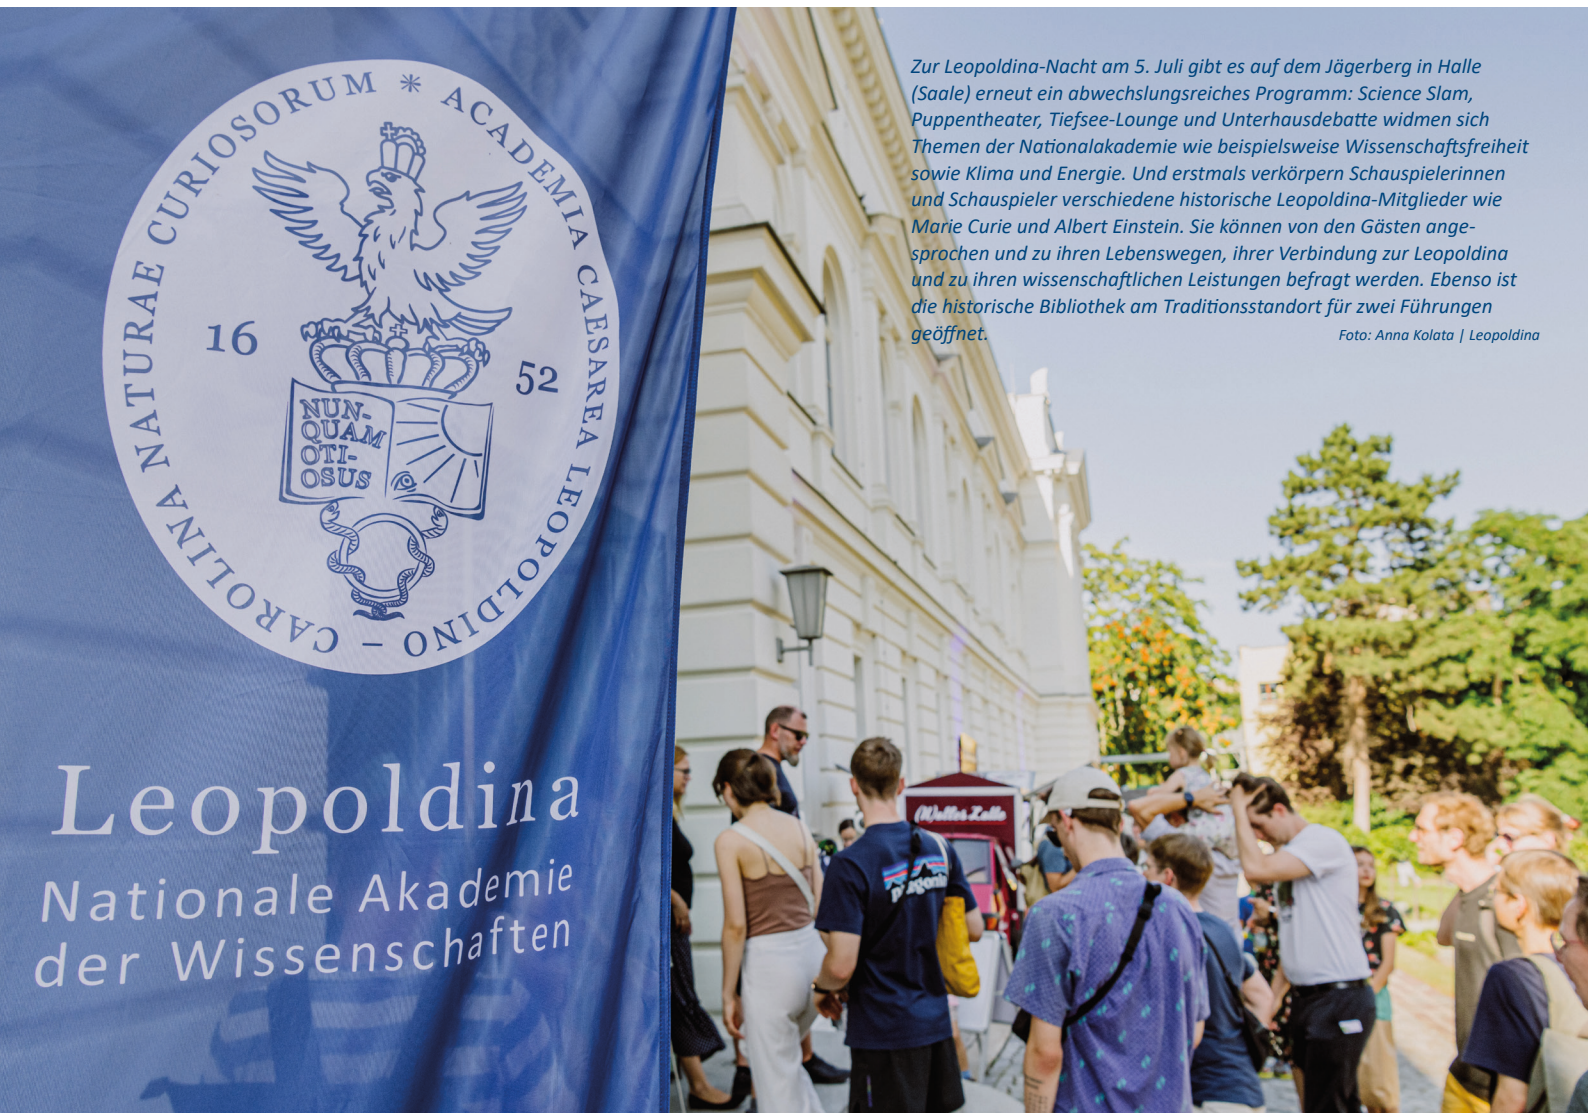 CAROLINA NATURAE CURIOSORUM * ACADEMIA CAESAREA LEOPOLDINO –
16
52
NUN-
QUAM
OTI-
OSUS
Leopoldina
Nationale Akademie
der Wissenschaften
Zur Leopoldina-Nacht am 5. Juli gibt es auf dem Jägerberg in Halle
(Saale) erneut ein abwechslungsreiches Programm: Science Slam,
Puppentheater, Tiefsee-Lounge und Unterhausdebatte widmen sich
Themen der Nationalakademie wie beispielsweise Wissenschaftsfreiheit
sowie Klima und Energie. Und erstmals verkörpern Schauspielerinnen
und Schauspieler verschiedene historische Leopoldina-Mitglieder wie
Marie Curie und Albert Einstein. Sie können von den Gästen ange-
sprochen und zu ihren Lebenswegen, ihrer Verbindung zur Leopoldina
und zu ihren wissenschaftlichen Leistungen befragt werden. Ebenso ist
die historische Bibliothek am Traditionsstandort für zwei Führungen
geöffnet.
Foto: Anna Kolata | Leopoldina
patagonia